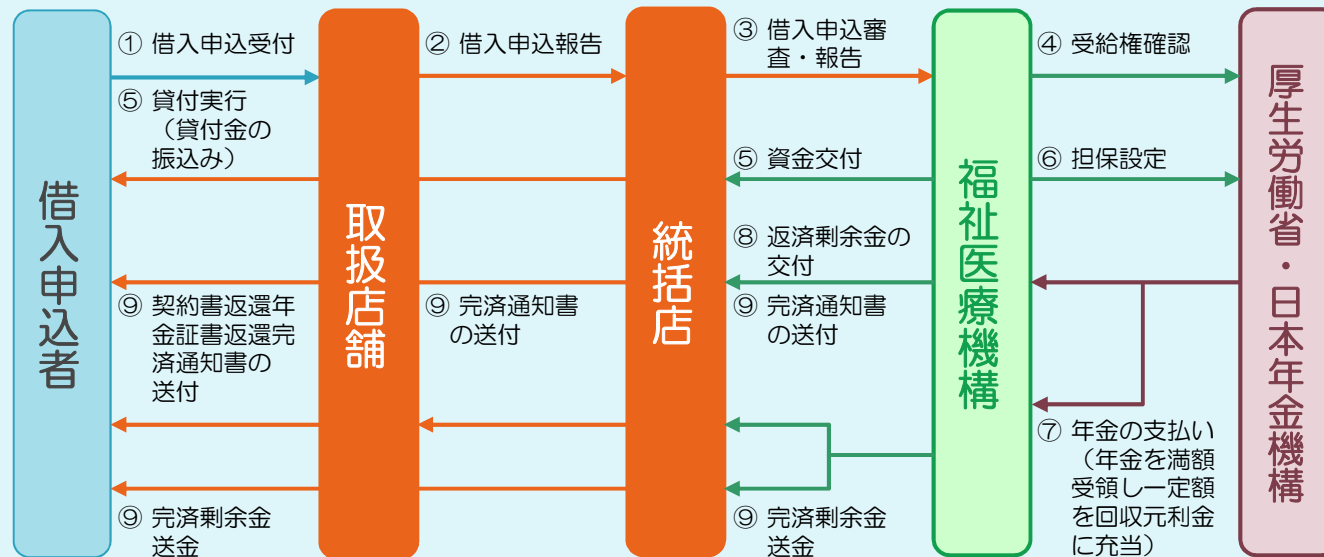 借入申込者
① 借入申込受付
⑤ 貸付実行
（貸付金の
振込み）
⑨ 契約書返還年
金証書返還完
済通知書の
送付
⑨ 完済剰余金
送金
取扱店舗
② 借入申込報告
⑨ 完済通知書
の送付
統括店
③ 借入申込審
査・報告
⑤ 資金交付
⑧ 返済剰余金の
交付
⑨ 完済通知書
の送付
⑨ 完済剰余金
送金
福祉医療機構
④ 受給権確認
⑥ 担保設定
⑦ 年金の支払い
（年金を満額
受領し一定額
を回収元利金
に充当）
厚生労働省・日本年金機構